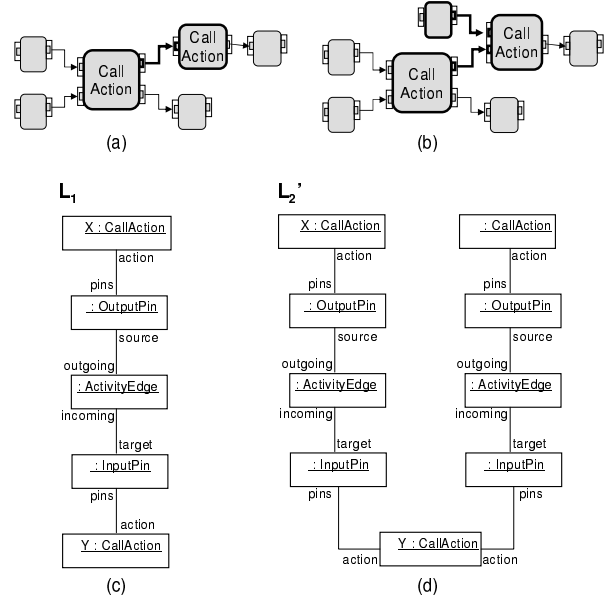 Call
Action
Call
Action
(a)
Call
Action
Call
Action
(b)
L1
X : CallAction
action
pins
: OutputPin
source
outgoing
: ActivityEdge
incoming
target
: InputPin
pins
action
Y : CallAction
(c)
L2’
X : CallAction
: CallAction
action
action
pins
pins
: OutputPin
: OutputPin
source
source
outgoing
outgoing
: ActivityEdge
: ActivityEdge
incoming
incoming
target
target
: InputPin
: InputPin
pins
pins
Y : CallAction
action
action
(d)